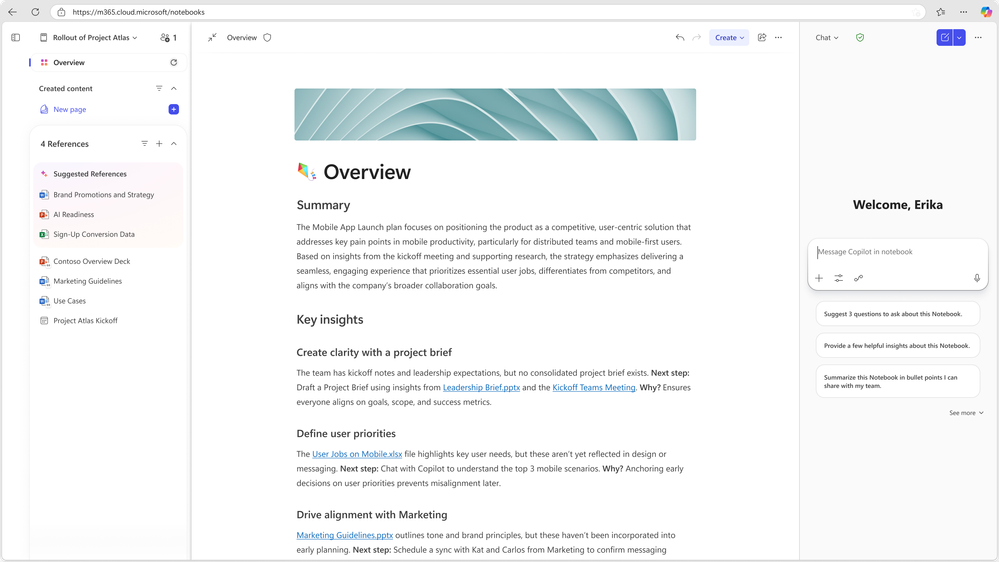 https://m365.cloud.microsoft/notebooks
Rollout of Project Atlas
1
Overview
Created content
New page
4 References
Suggested References
Brand Promotions and Strategy
AI Readiness
Sign-Up Conversion Data
Contoso Overview Deck
Marketing Guidelines
Use Cases
Project Atlas Kickoff
Overview
Create
Overview
Summary
The Mobile App Launch plan focuses on positioning the product as a competitive, user-centric solution that
addresses key pain points in mobile productivity, particularly for distributed teams and mobile-first users.
Based on insights from the kickoff meeting and supporting research, the strategy emphasizes delivering a
seamless, engaging experience that prioritizes essential user jobs, differentiates from competitors, and
aligns with the company's broader collaboration goals.
Key insights
Create clarity with a project brief
The team has kickoff notes and leadership expectations, but no consolidated project brief exists. Next step:
Draft a Project Brief using insights from Leadership Brief.pptx and the Kickoff Teams Meeting. Why? Ensures
everyone aligns on goals, scope, and success metrics.
Define user priorities
The User Jobs on Mobile.xlsx file highlights key user needs, but these aren't yet reflected in design or
messaging. Next step: Chat with Copilot to understand the top 3 mobile scenarios. Why? Anchoring early
decisions on user priorities prevents misalignment later.
Drive alignment with Marketing
Marketing Guidelines.pptx outlines tone and brand principles, but these haven't been incorporated into
early planning. Next step: Schedule a sync with Kat and Carlos from Marketing to confirm messaging
Chat
Welcome, Erika
Message Copilot in notebook
Suggest 3 questions to ask about this Notebook.
Provide a few helpful insights about this Notebook.
Summarize this Notebook in bullet points I can
share with my team.
See more